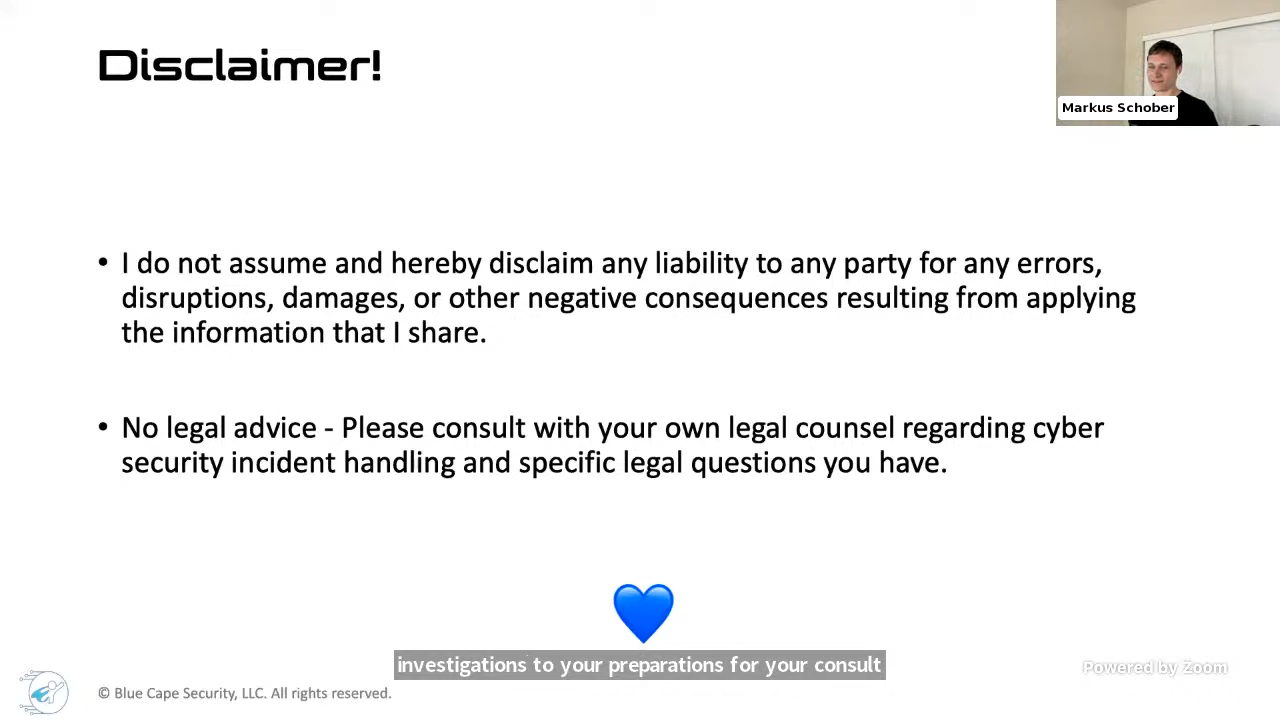 Disclaimer!
Markus Schober
• I do not assume and hereby disclaim any liability to any party for any errors,
disruptions, damages, or other negative consequences resulting from applying
the information that I share.
• No legal advice - Please consult with your own legal counsel regarding cyber
security incident handling and specific legal questions you have.
investigations to your preparations for your consult
Powered by Zoom
© Blue Cape Security, LLC. All rights reserved.